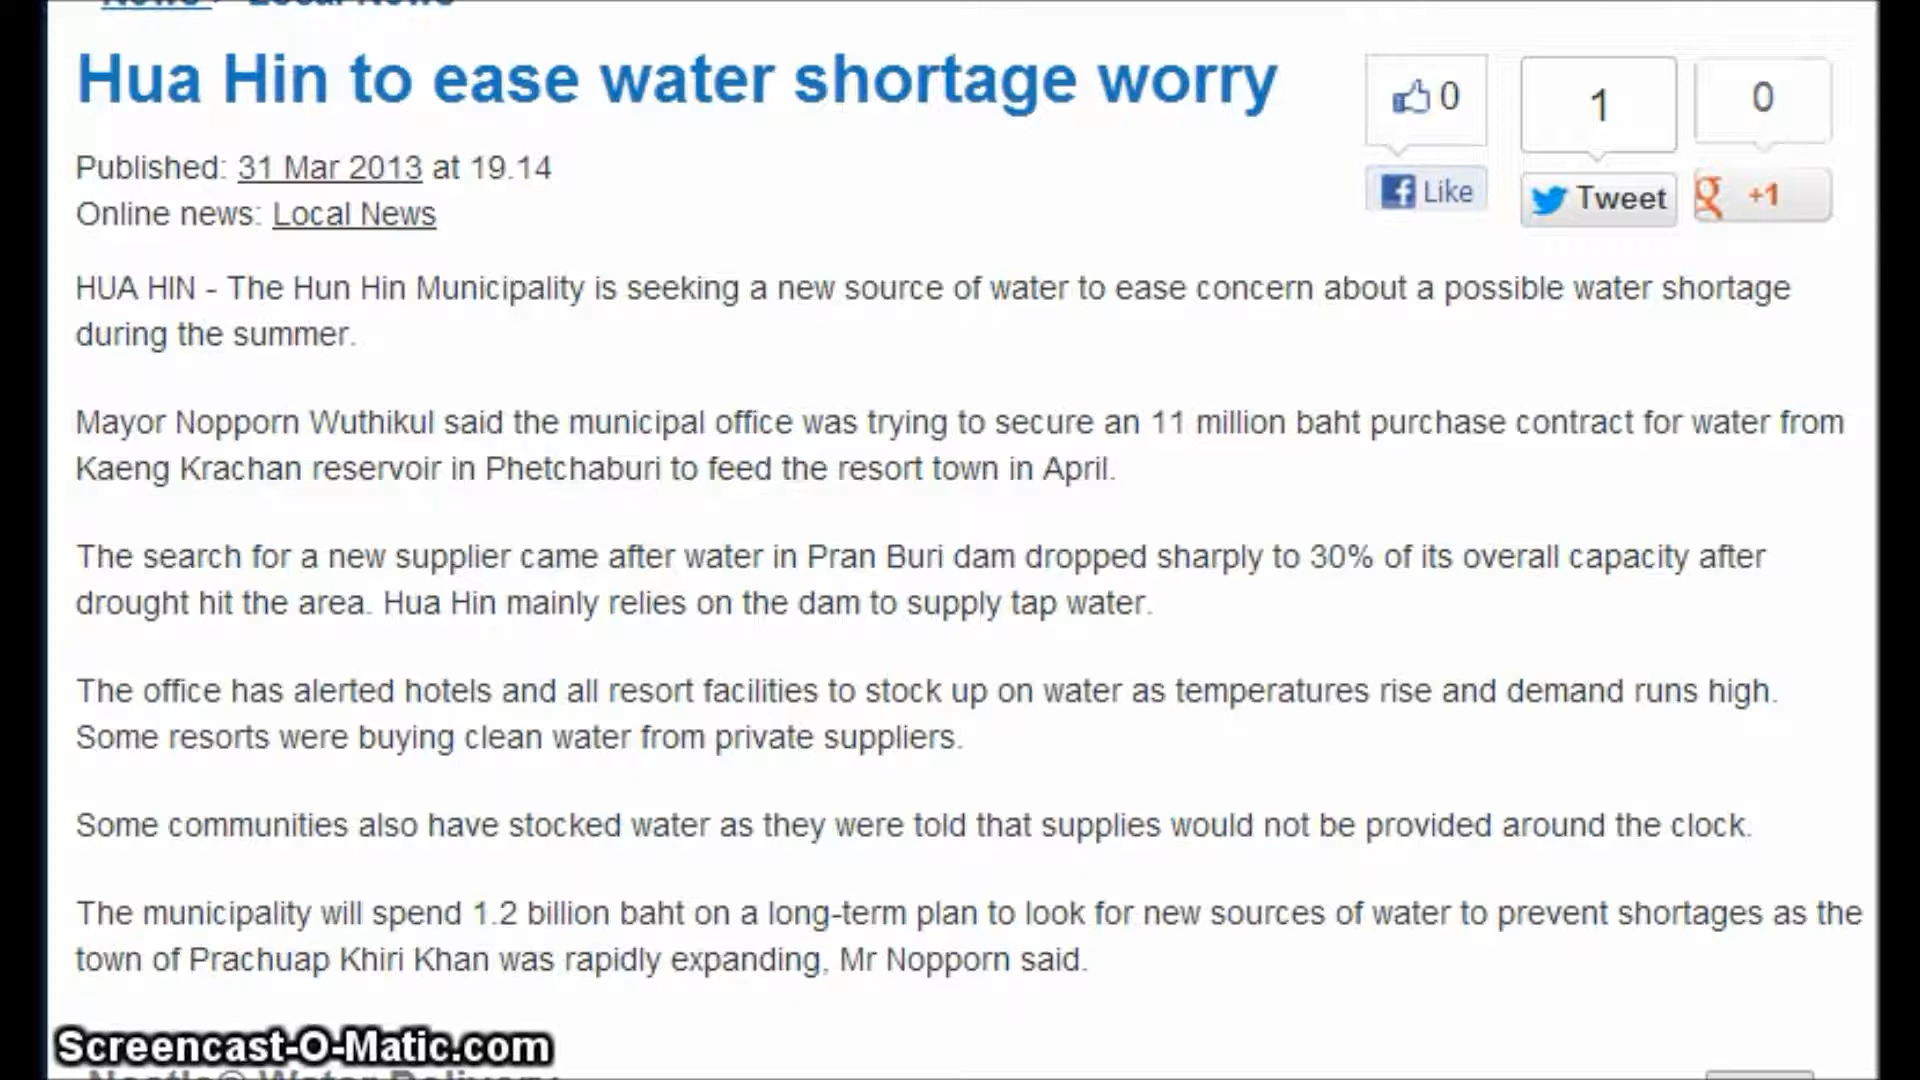 News > Local News
Hua Hin to ease water shortage worry
0
1
0
Like
Tweet
+1
Published: 31 Mar 2013 at 19.14
Online news: Local News
HUA HIN - The Hun Hin Municipality is seeking a new source of water to ease concern about a possible water shortage
during the summer.
Mayor Nopporn Wuthikul said the municipal office was trying to secure an 11 million baht purchase contract for water from
Kaeng Krachan reservoir in Phetchaburi to feed the resort town in April.
The search for a new supplier came after water in Pran Buri dam dropped sharply to 30% of its overall capacity after
drought hit the area. Hua Hin mainly relies on the dam to supply tap water.
The office has alerted hotels and all resort facilities to stock up on water as temperatures rise and demand runs high.
Some resorts were buying clean water from private suppliers.
Some communities also have stocked water as they were told that supplies would not be provided around the clock.
The municipality will spend 1.2 billion baht on a long-term plan to look for new sources of water to prevent shortages as the
town of Prachuap Khiri Khan was rapidly expanding, Mr Nopporn said.
Screencast-O-Matic.com
Nestle® Water Delivery